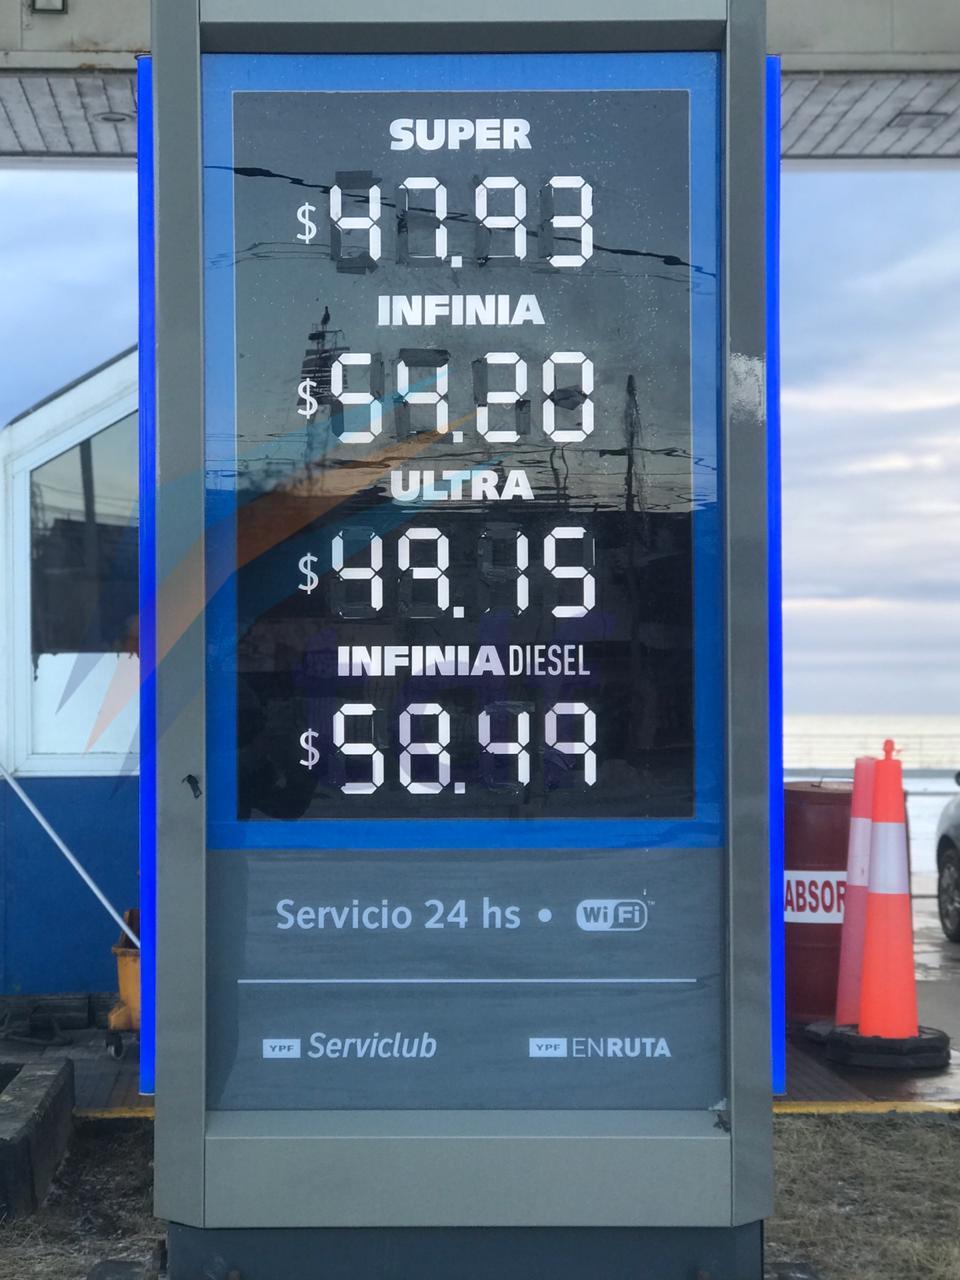 SUPER
$ 47.93
INFINIA
$ 54.20
ULTRA
$ 49.15
INFINIA DIESEL
$ 58.49
Servicio 24 hs • WiFi™
YPF Serviclub YPF ENRUTA
ABSOR